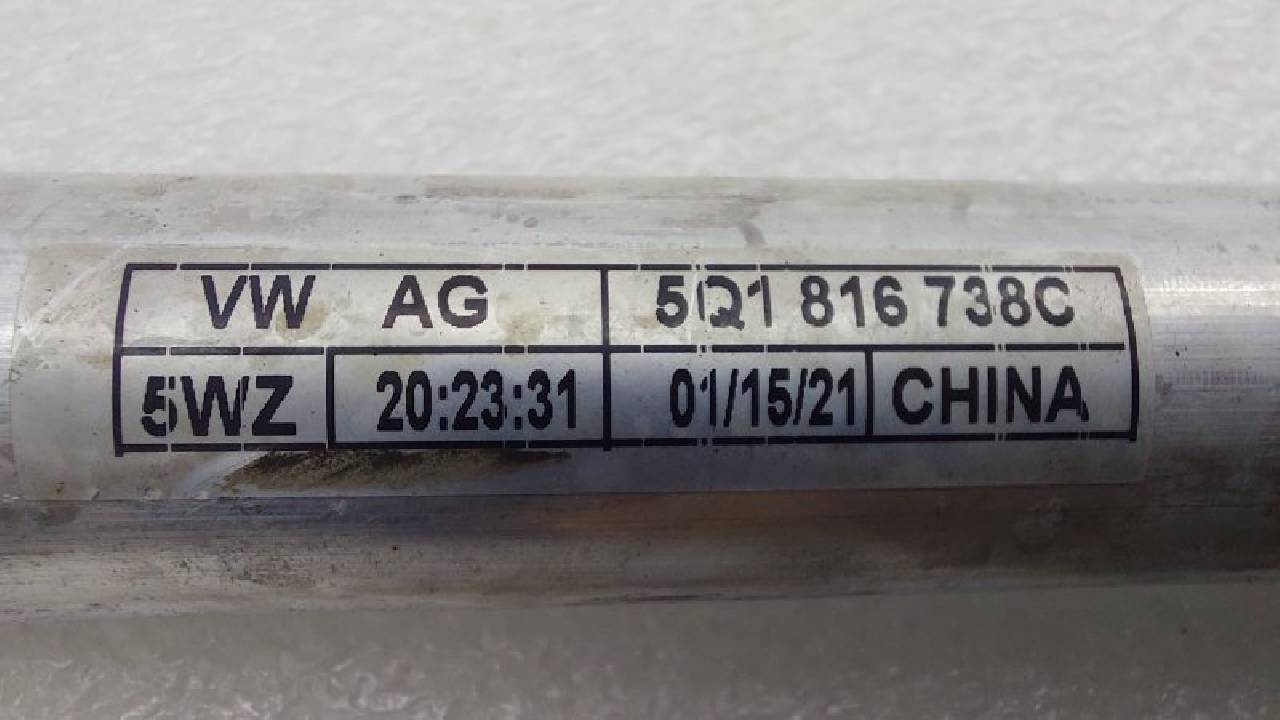 VW AG 5Q1 816 738C
5WZ 20:23:31 01/15/21 CHINA